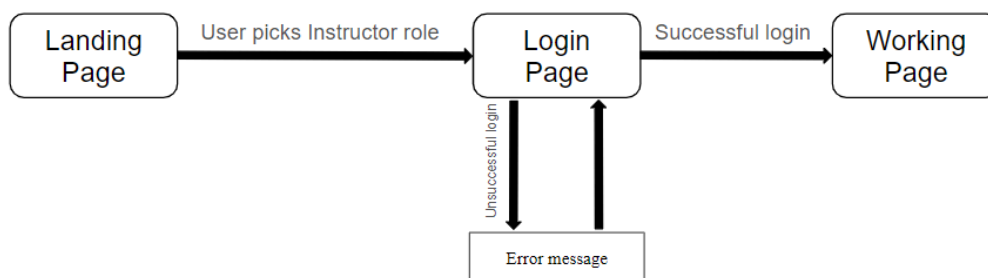 Landing
Page
User picks Instructor role
Login
Page
Successful login
Working
Page
Unsuccessful login
Error message